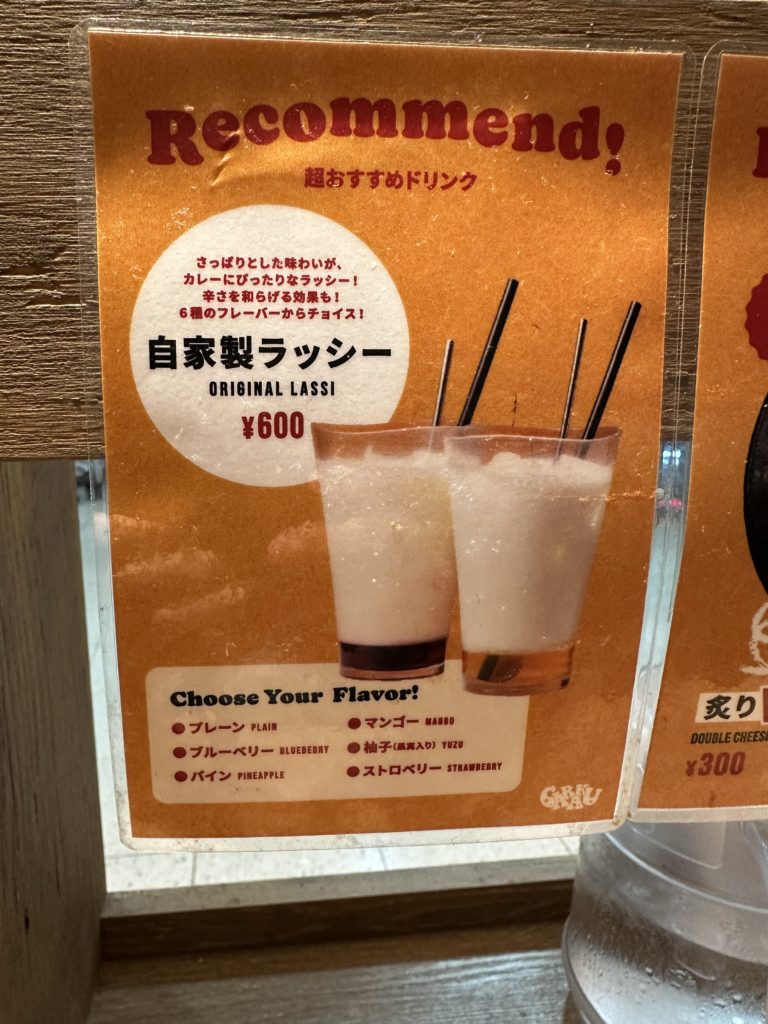 Recommend!
超おすすめドリンク
さっぱりとした味わいが、
カレーにぴったりなラッシー!
辛さを和らげる効果も!
6種のフレーバーからチョイス!
自家製ラッシー
ORIGINAL LASSI
¥600
Choose Your Flavor!
プレーン PLAIN
ブルーベリー BLUEBERRY
パイン PINEAPPLE
マンゴー MANGO
柚子(果実入り) YUZU
ストロベリー STRAWBERRY
GARAKU
炙り
DOUBLE CHEES
¥300